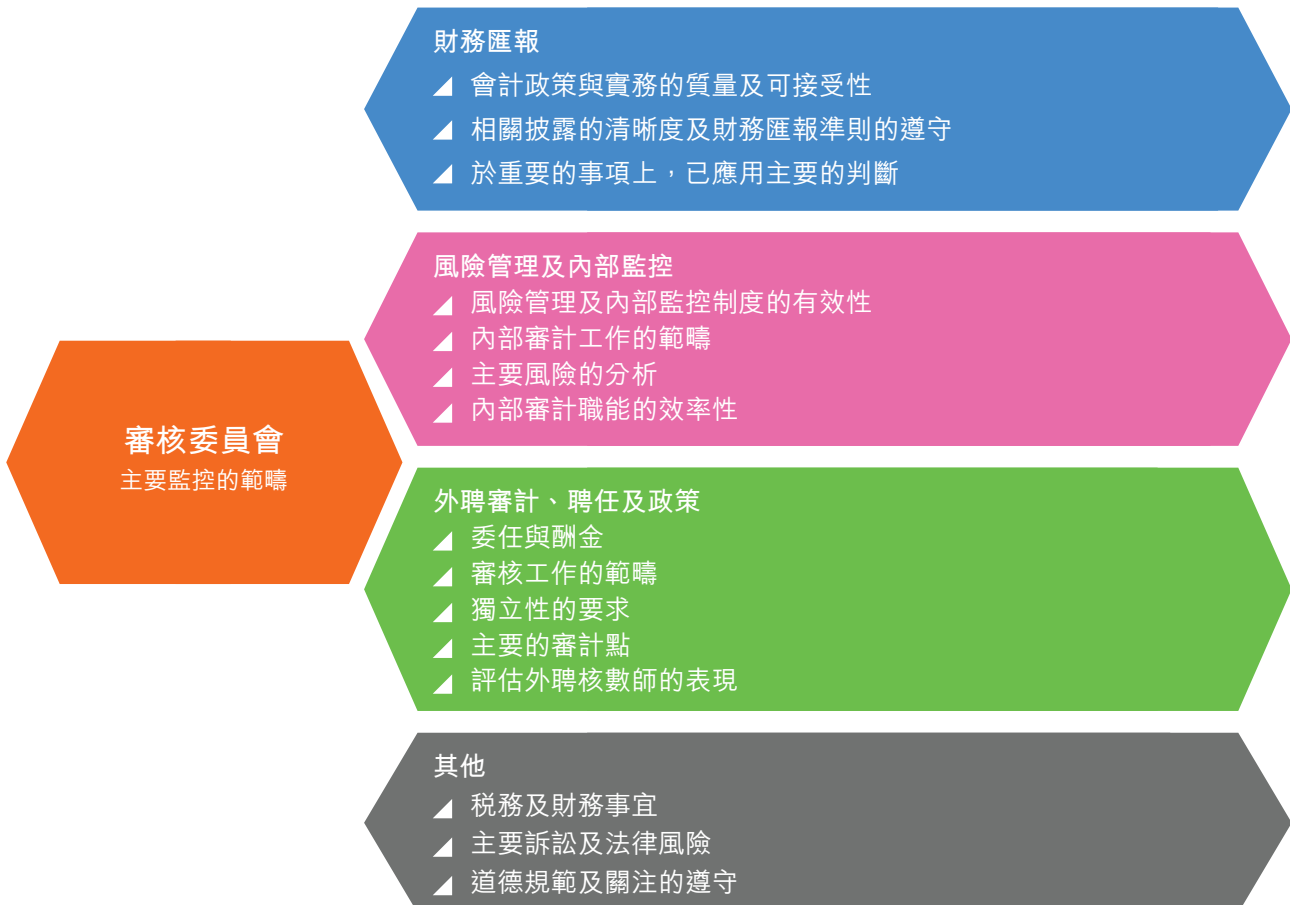 審核委員會
主要監控的範疇
財務匯報
會計政策與實務的質量及可接受性
相關披露的清晰度及財務匯報準則的遵守
於重要的事項上，已應用主要的判斷
風險管理及內部監控
風險管理及內部監控制度的有效性
內部審計工作的範疇
主要風險的分析
內部審計職能的效率性
外聘審計、聘任及政策
委任與酬金
審核工作的範疇
獨立性的要求
主要的審計點
評估外聘核數師的表現
其他
税務及財務事宜
主要訴訟及法律風險
道德規範及關注的遵守